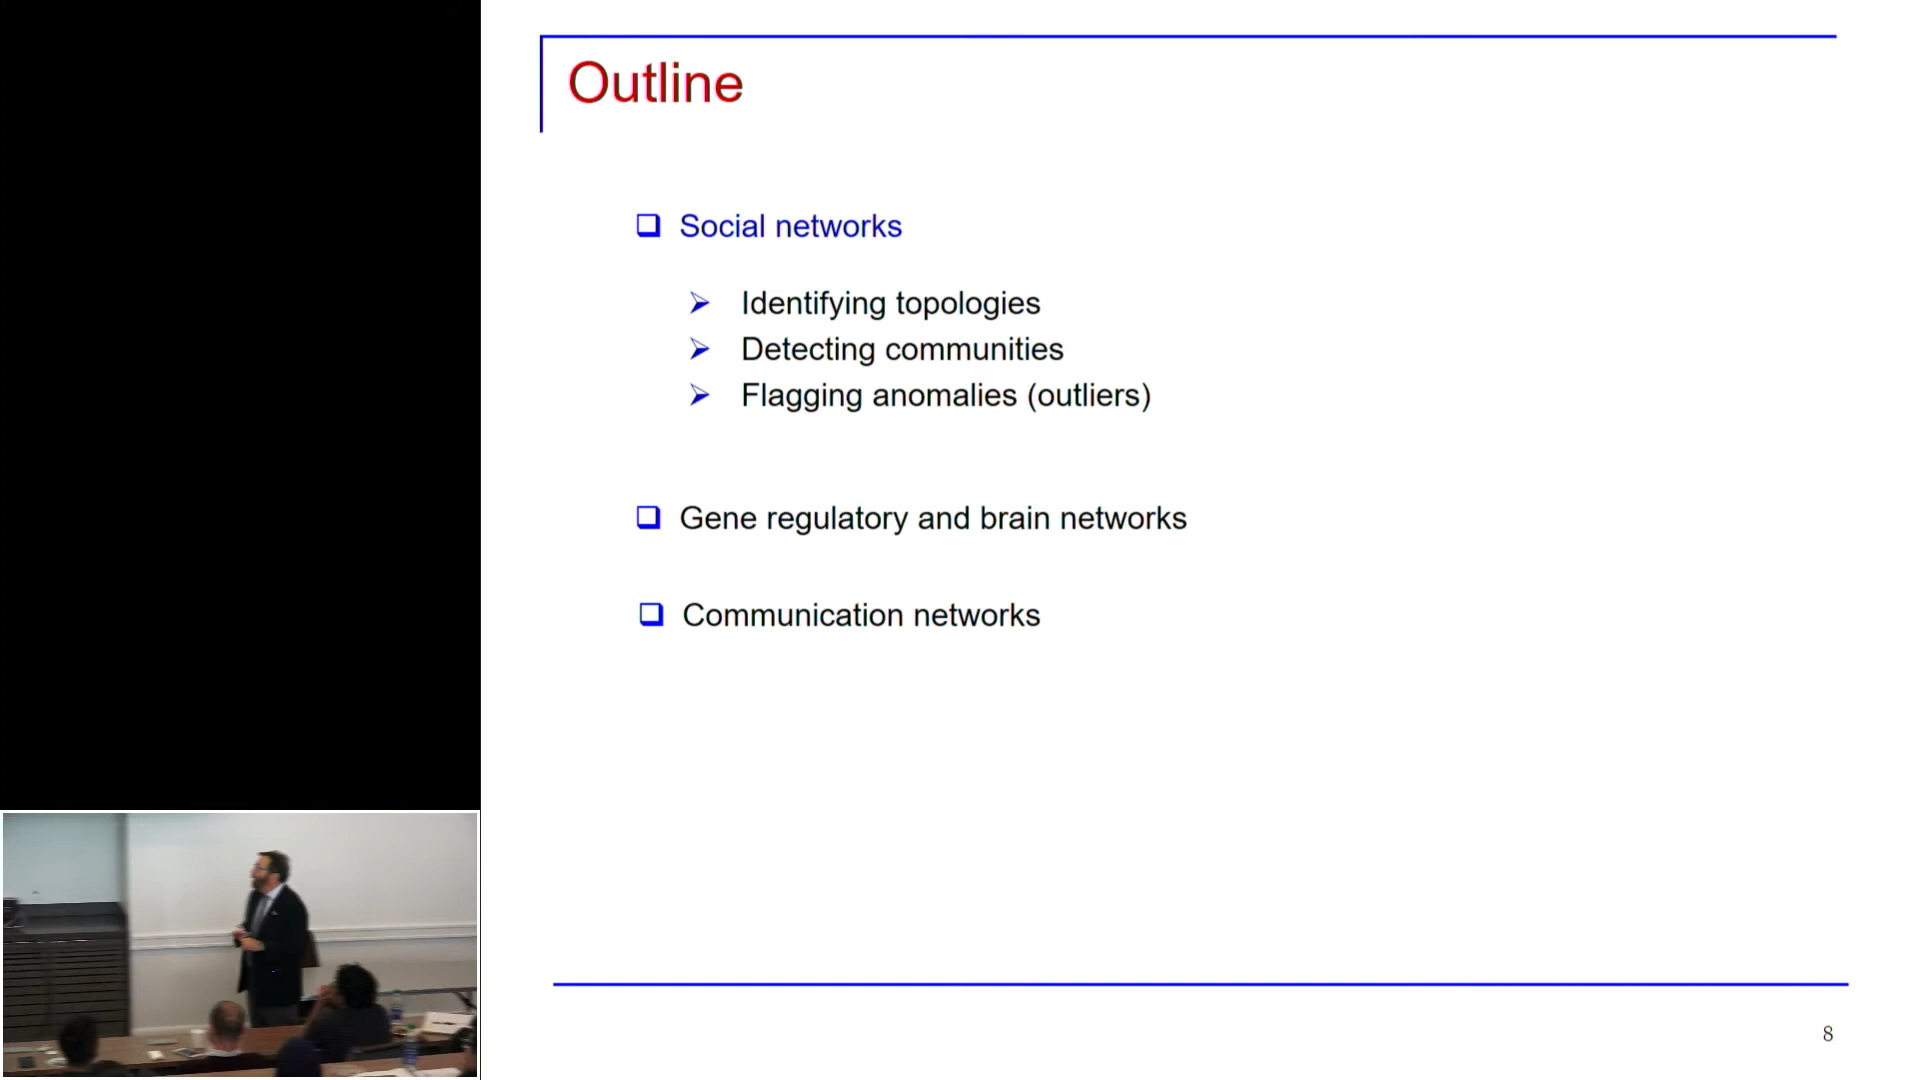 Outline
Social networks
Identifying topologies
Detecting communities
Flagging anomalies (outliers)
Gene regulatory and brain networks
Communication networks
8